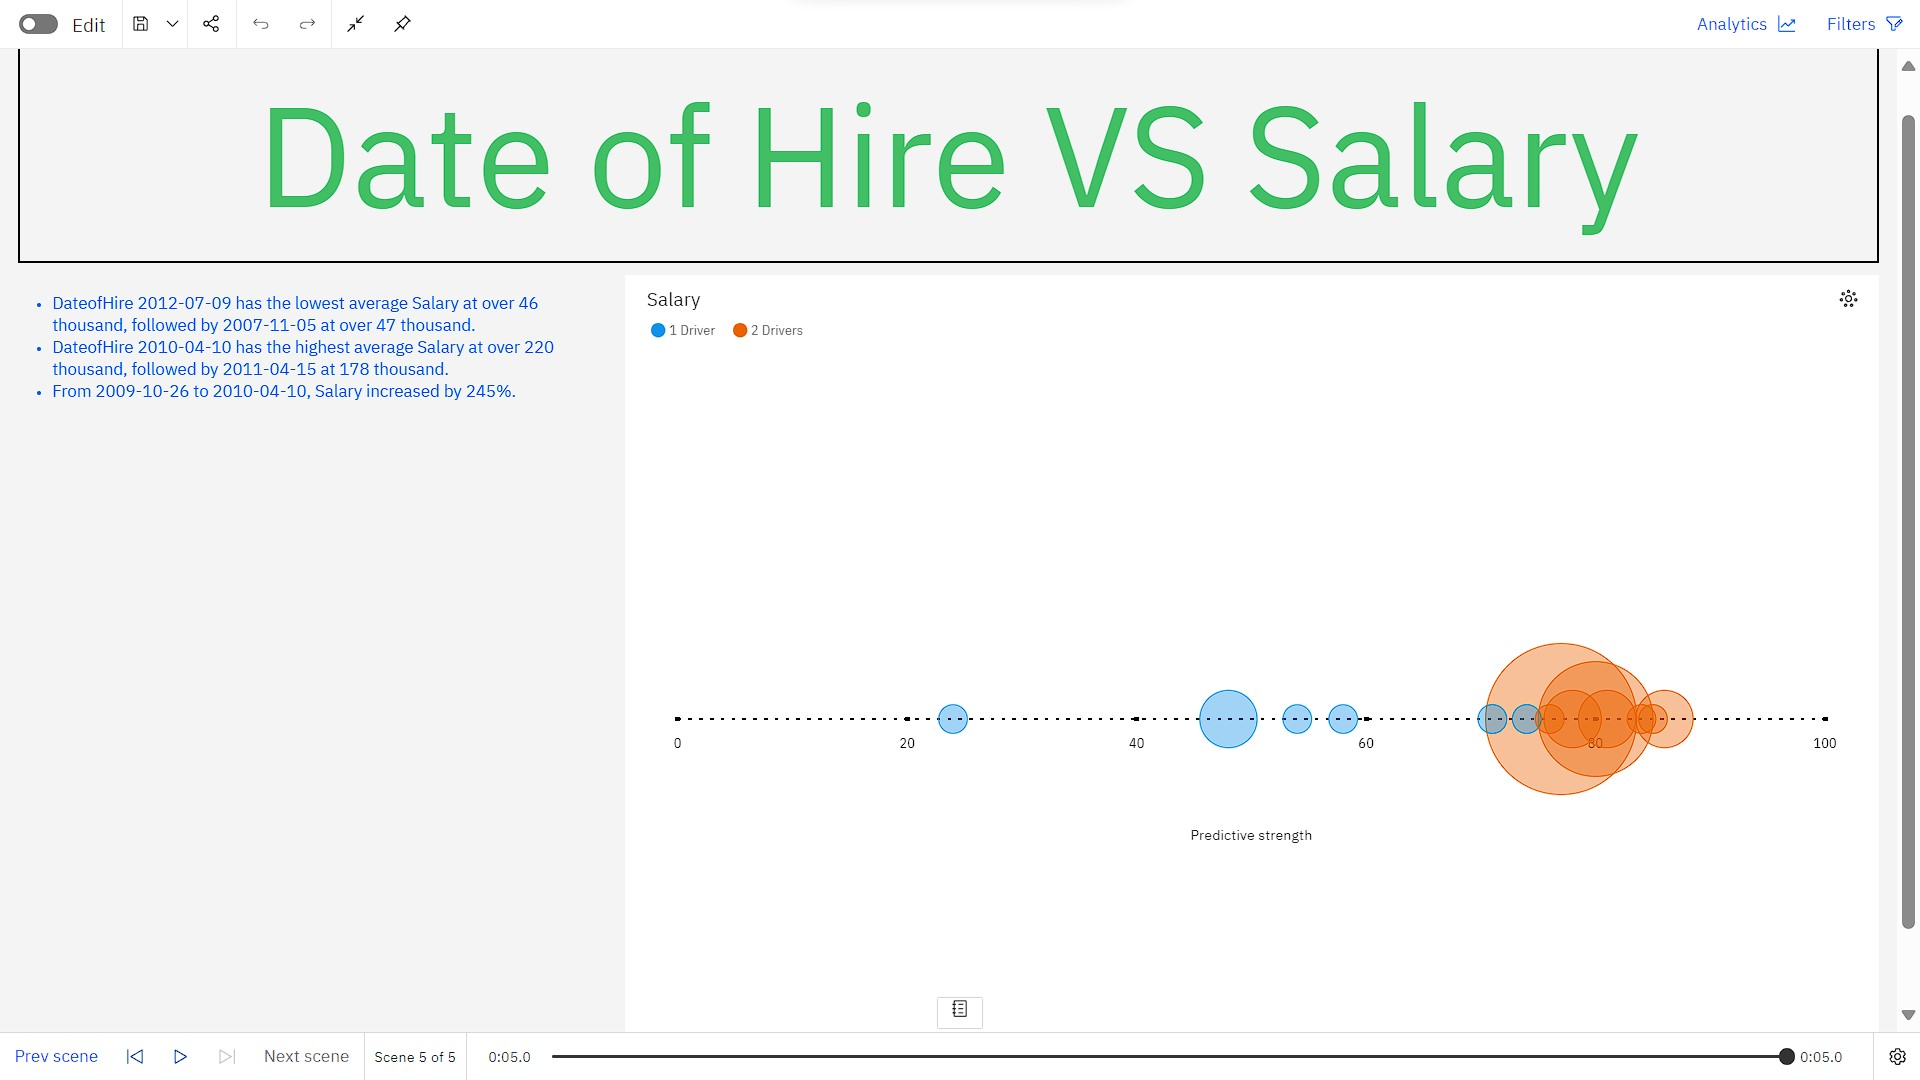 Edit
Analytics
Filters
Date of Hire VS Salary
• DateofHire 2012-07-09 has the lowest average Salary at over 46
thousand, followed by 2007-11-05 at over 47 thousand.
• DateofHire 2010-04-10 has the highest average Salary at over 220
thousand, followed by 2011-04-15 at 178 thousand.
• From 2009-10-26 to 2010-04-10, Salary increased by 245%.
Salary
1 Driver 2 Drivers
0 20 40 60 80 100
Predictive strength
Prev scene
Next scene
Scene 5 of 5
0:05.0
0:05.0